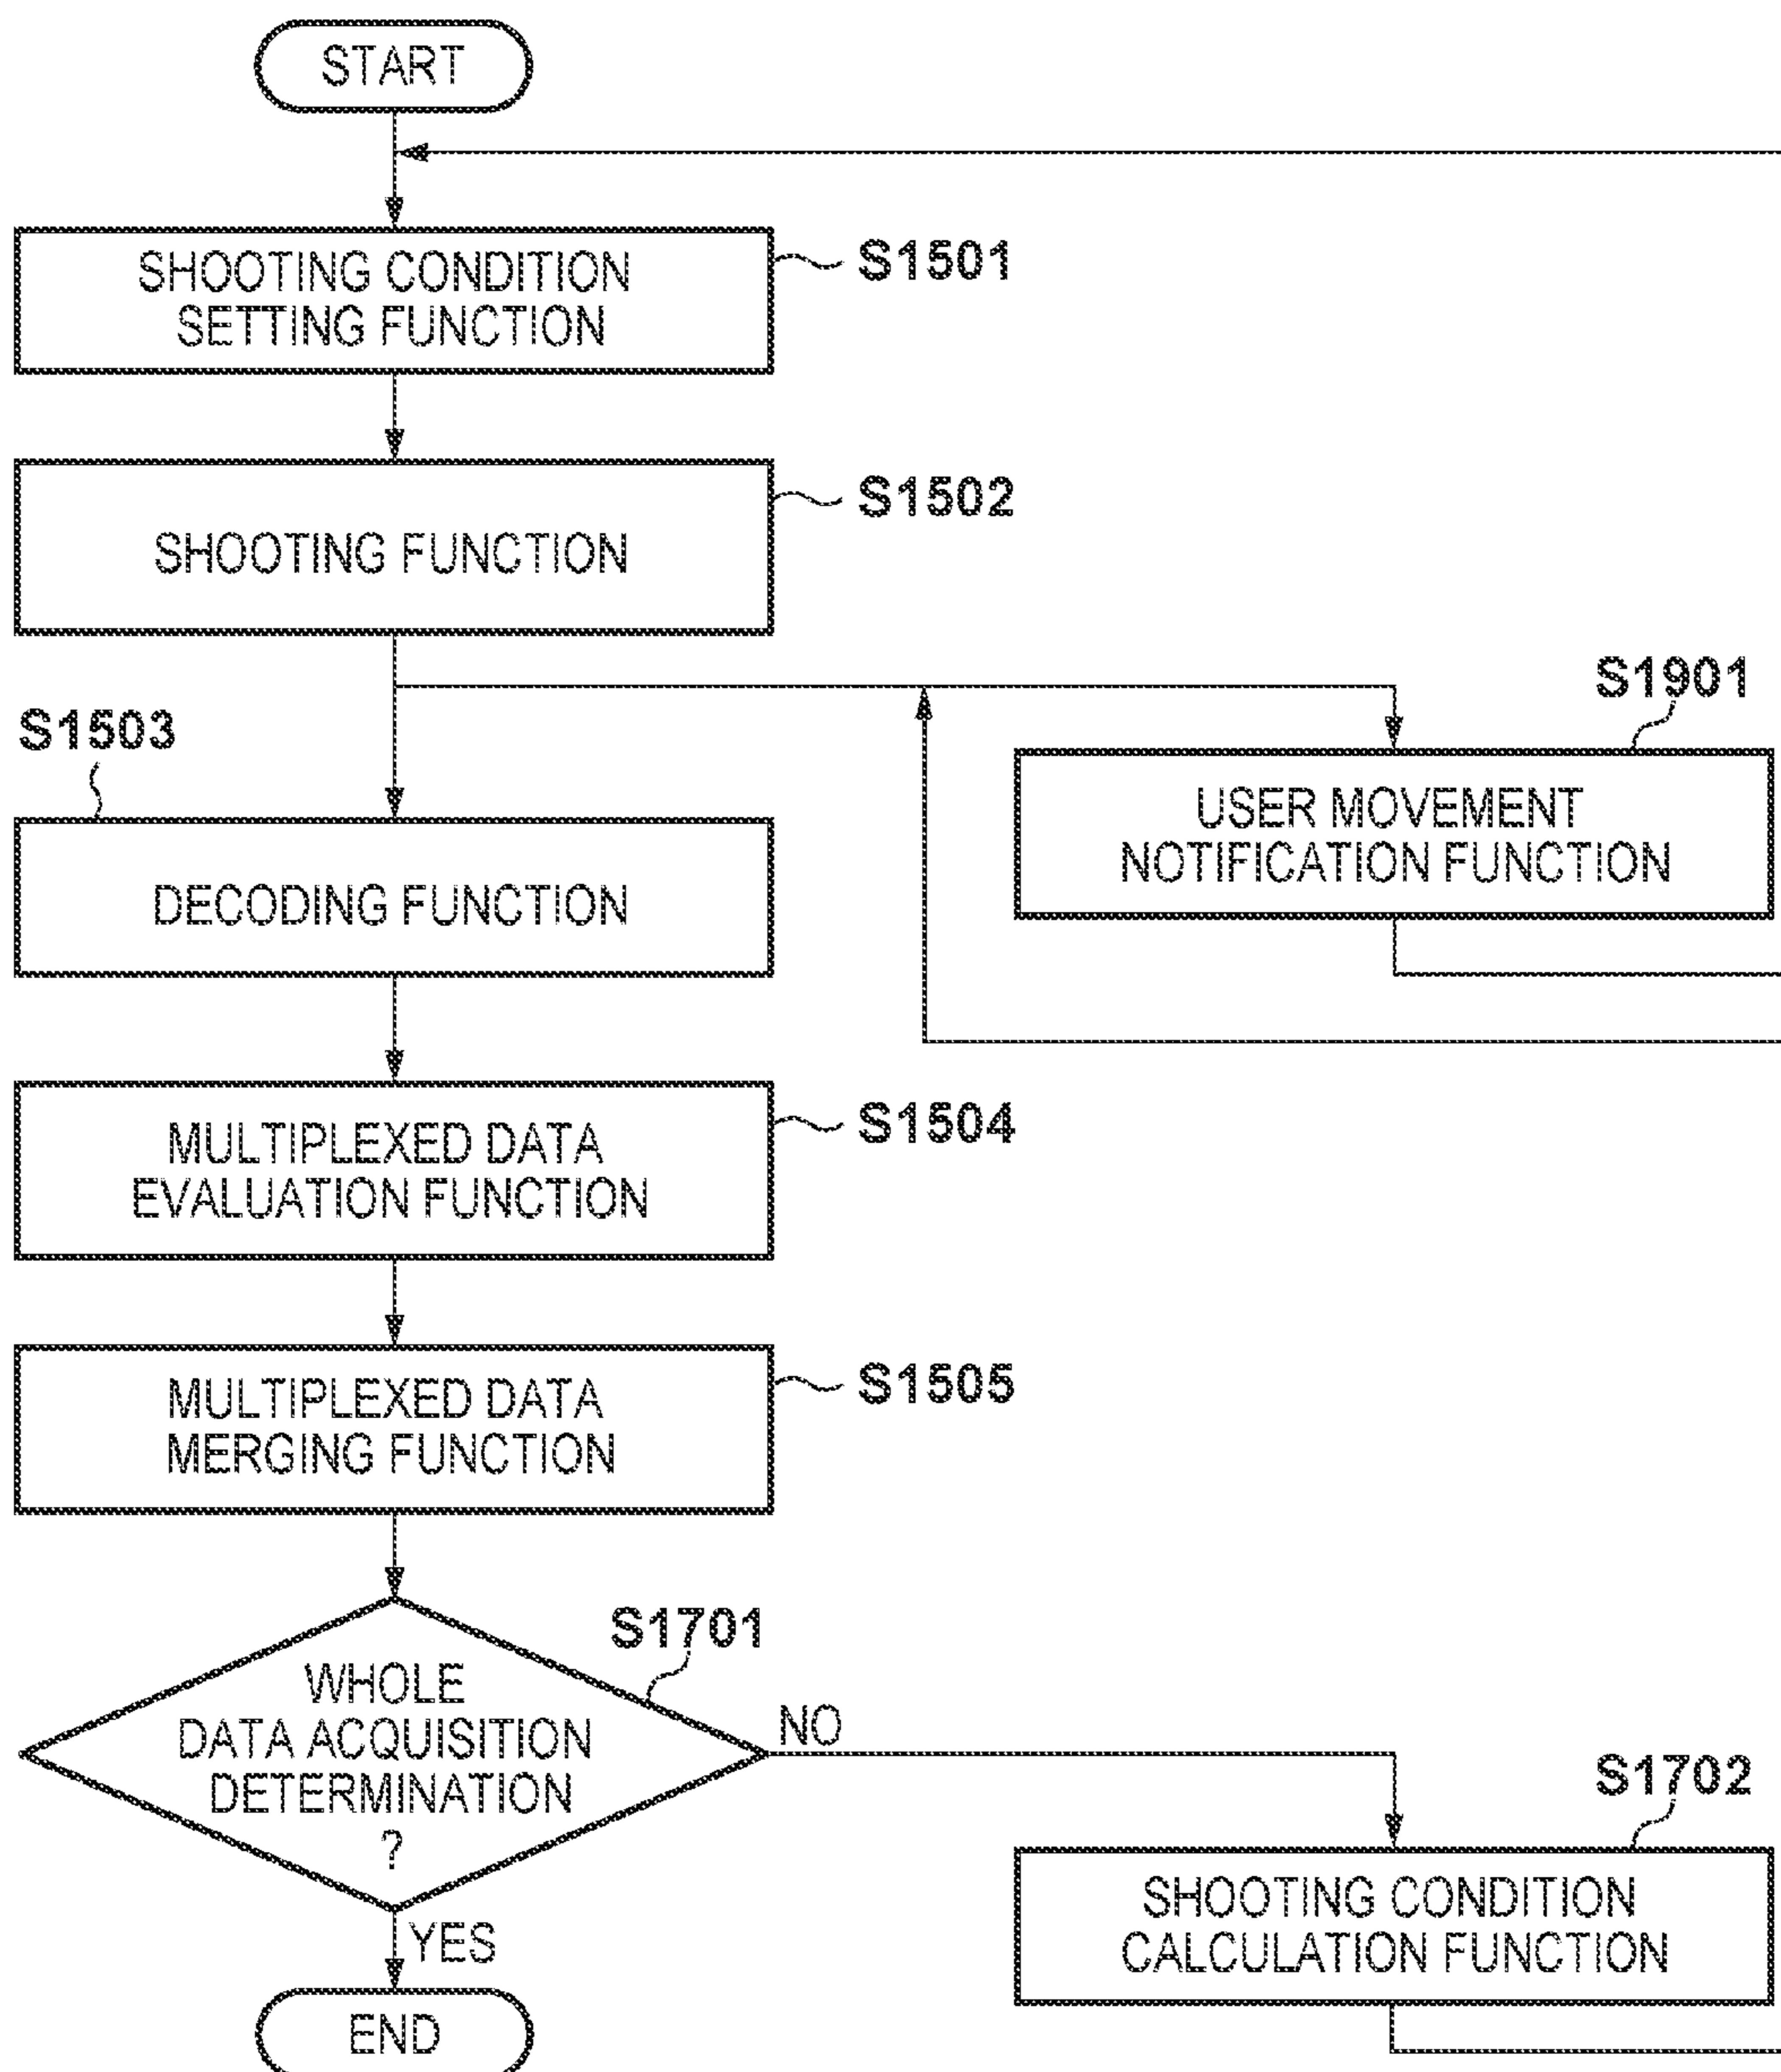 START
SHOOTING CONDITION
SETTING FUNCTION
S1501
SHOOTING FUNCTION
S1502
S1503
DECODING FUNCTION
S1901
USER MOVEMENT
NOTIFICATION FUNCTION
MULTIPLEXED DATA
EVALUATION FUNCTION
S1504
MULTIPLEXED DATA
MERGING FUNCTION
S1505
S1701
WHOLE
DATA ACQUISITION
DETERMINATION
?
NO
YES
END
S1702
SHOOTING CONDITION
CALCULATION FUNCTION